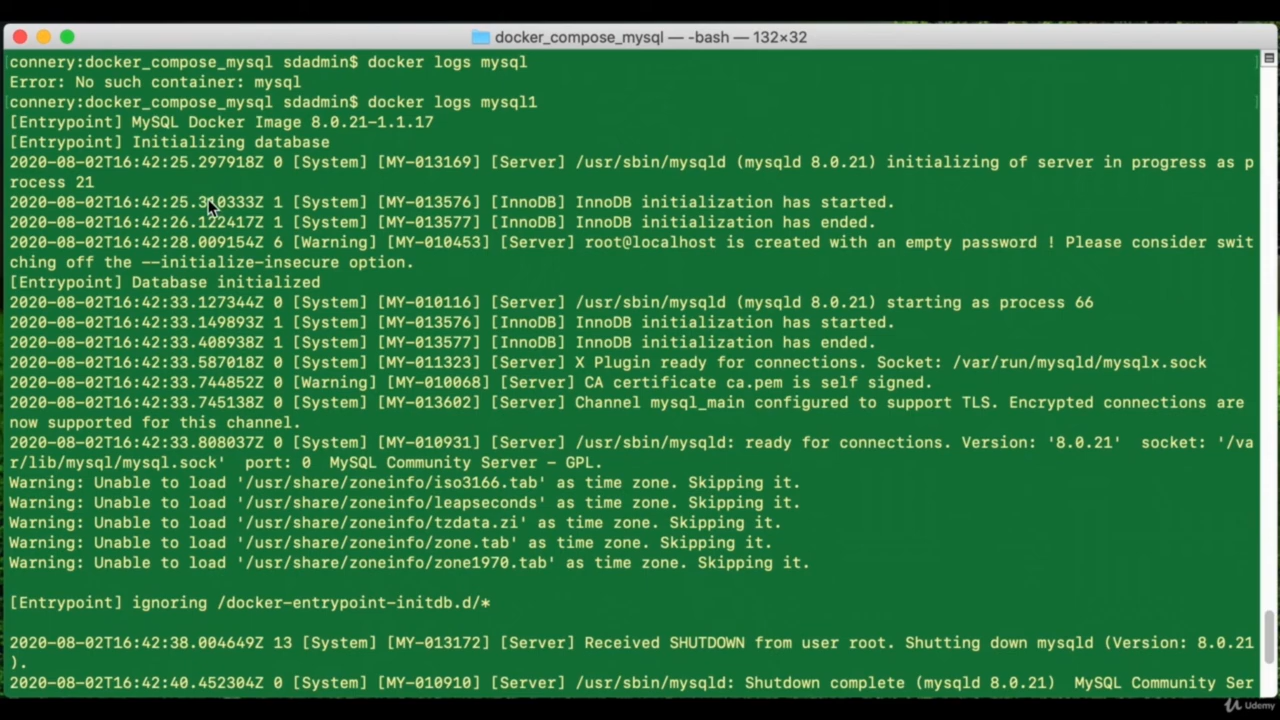 docker_compose_mysql — -bash — 132×32
connery:docker_compose_mysql sdadmin$ docker logs mysql
Error: No such container: mysql
connery:docker_compose_mysql sdadmin$ docker logs mysql1
[Entrypoint] MySQL Docker Image 8.0.21-1.1.17
[Entrypoint] Initializing database
2020-08-02T16:42:25.297918Z 0 [System] [MY-013169] [Server] /usr/sbin/mysqld (mysqld 8.0.21) initializing of server in progress as p
rocess 21
1 [System] [MY-013576] [InnoDB] InnoDB initialization has started.
2020-08-02T16:42:26.122417Z 1 [System] [MY-013577] [InnoDB] InnoDB initialization has ended.
2020-08-02T16:42:28.009154Z 6 [Warning] [MY-010453] [Server] root@localhost is created with an empty password ! Please consider swit
ching off the --initialize-insecure option.
[Entrypoint] Database initialized
2020-08-02T16:42:33.127344Z 0 [System] [MY-010116] [Server] /usr/sbin/mysqld (mysqld 8.0.21) starting as process 66
2020-08-02T16:42:33.149893Z 1 [System] [MY-013576] [InnoDB] InnoDB initialization has started.
2020-08-02T16:42:33.408938Z 1 [System] [MY-013577] [InnoDB] InnoDB initialization has ended.
2020-08-02T16:42:33.587018Z 0 [System] [MY-011323] [Server] X Plugin ready for connections. Socket: /var/run/mysqld/mysqlx.sock
2020-08-02T16:42:33.744852Z 0 [Warning] [MY-010068] [Server] CA certificate ca.pem is self signed.
2020-08-02T16:42:33.745138Z 0 [System] [MY-013602] [Server] Channel mysql_main configured to support TLS. Encrypted connections are
now supported for this channel.
2020-08-02T16:42:33.808037Z 0 [System] [MY-010931] [Server] /usr/sbin/mysqld: ready for connections. Version: '8.0.21'  socket: '/va
r/lib/mysql/mysql.sock'  port: 0  MySQL Community Server - GPL.
Warning: Unable to load '/usr/share/zoneinfo/iso3166.tab' as time zone. Skipping it.
Warning: Unable to load '/usr/share/zoneinfo/leapseconds' as time zone. Skipping it.
Warning: Unable to load '/usr/share/zoneinfo/tzdata.zi' as time zone. Skipping it.
Warning: Unable to load '/usr/share/zoneinfo/zone.tab' as time zone. Skipping it.
Warning: Unable to load '/usr/share/zoneinfo/zone1970.tab' as time zone. Skipping it.
[Entrypoint] ignoring /docker-entrypoint-initdb.d/*
2020-08-02T16:42:38.004649Z 13 [System] [MY-013172] [Server] Received SHUTDOWN from user root. Shutting down mysqld (Version: 8.0.21
).
2020-08-02T16:42:40.452304Z 0 [System] [MY-010910] [Server] /usr/sbin/mysqld: Shutdown complete (mysqld 8.0.21)  MySQL Community Ser
Udemy